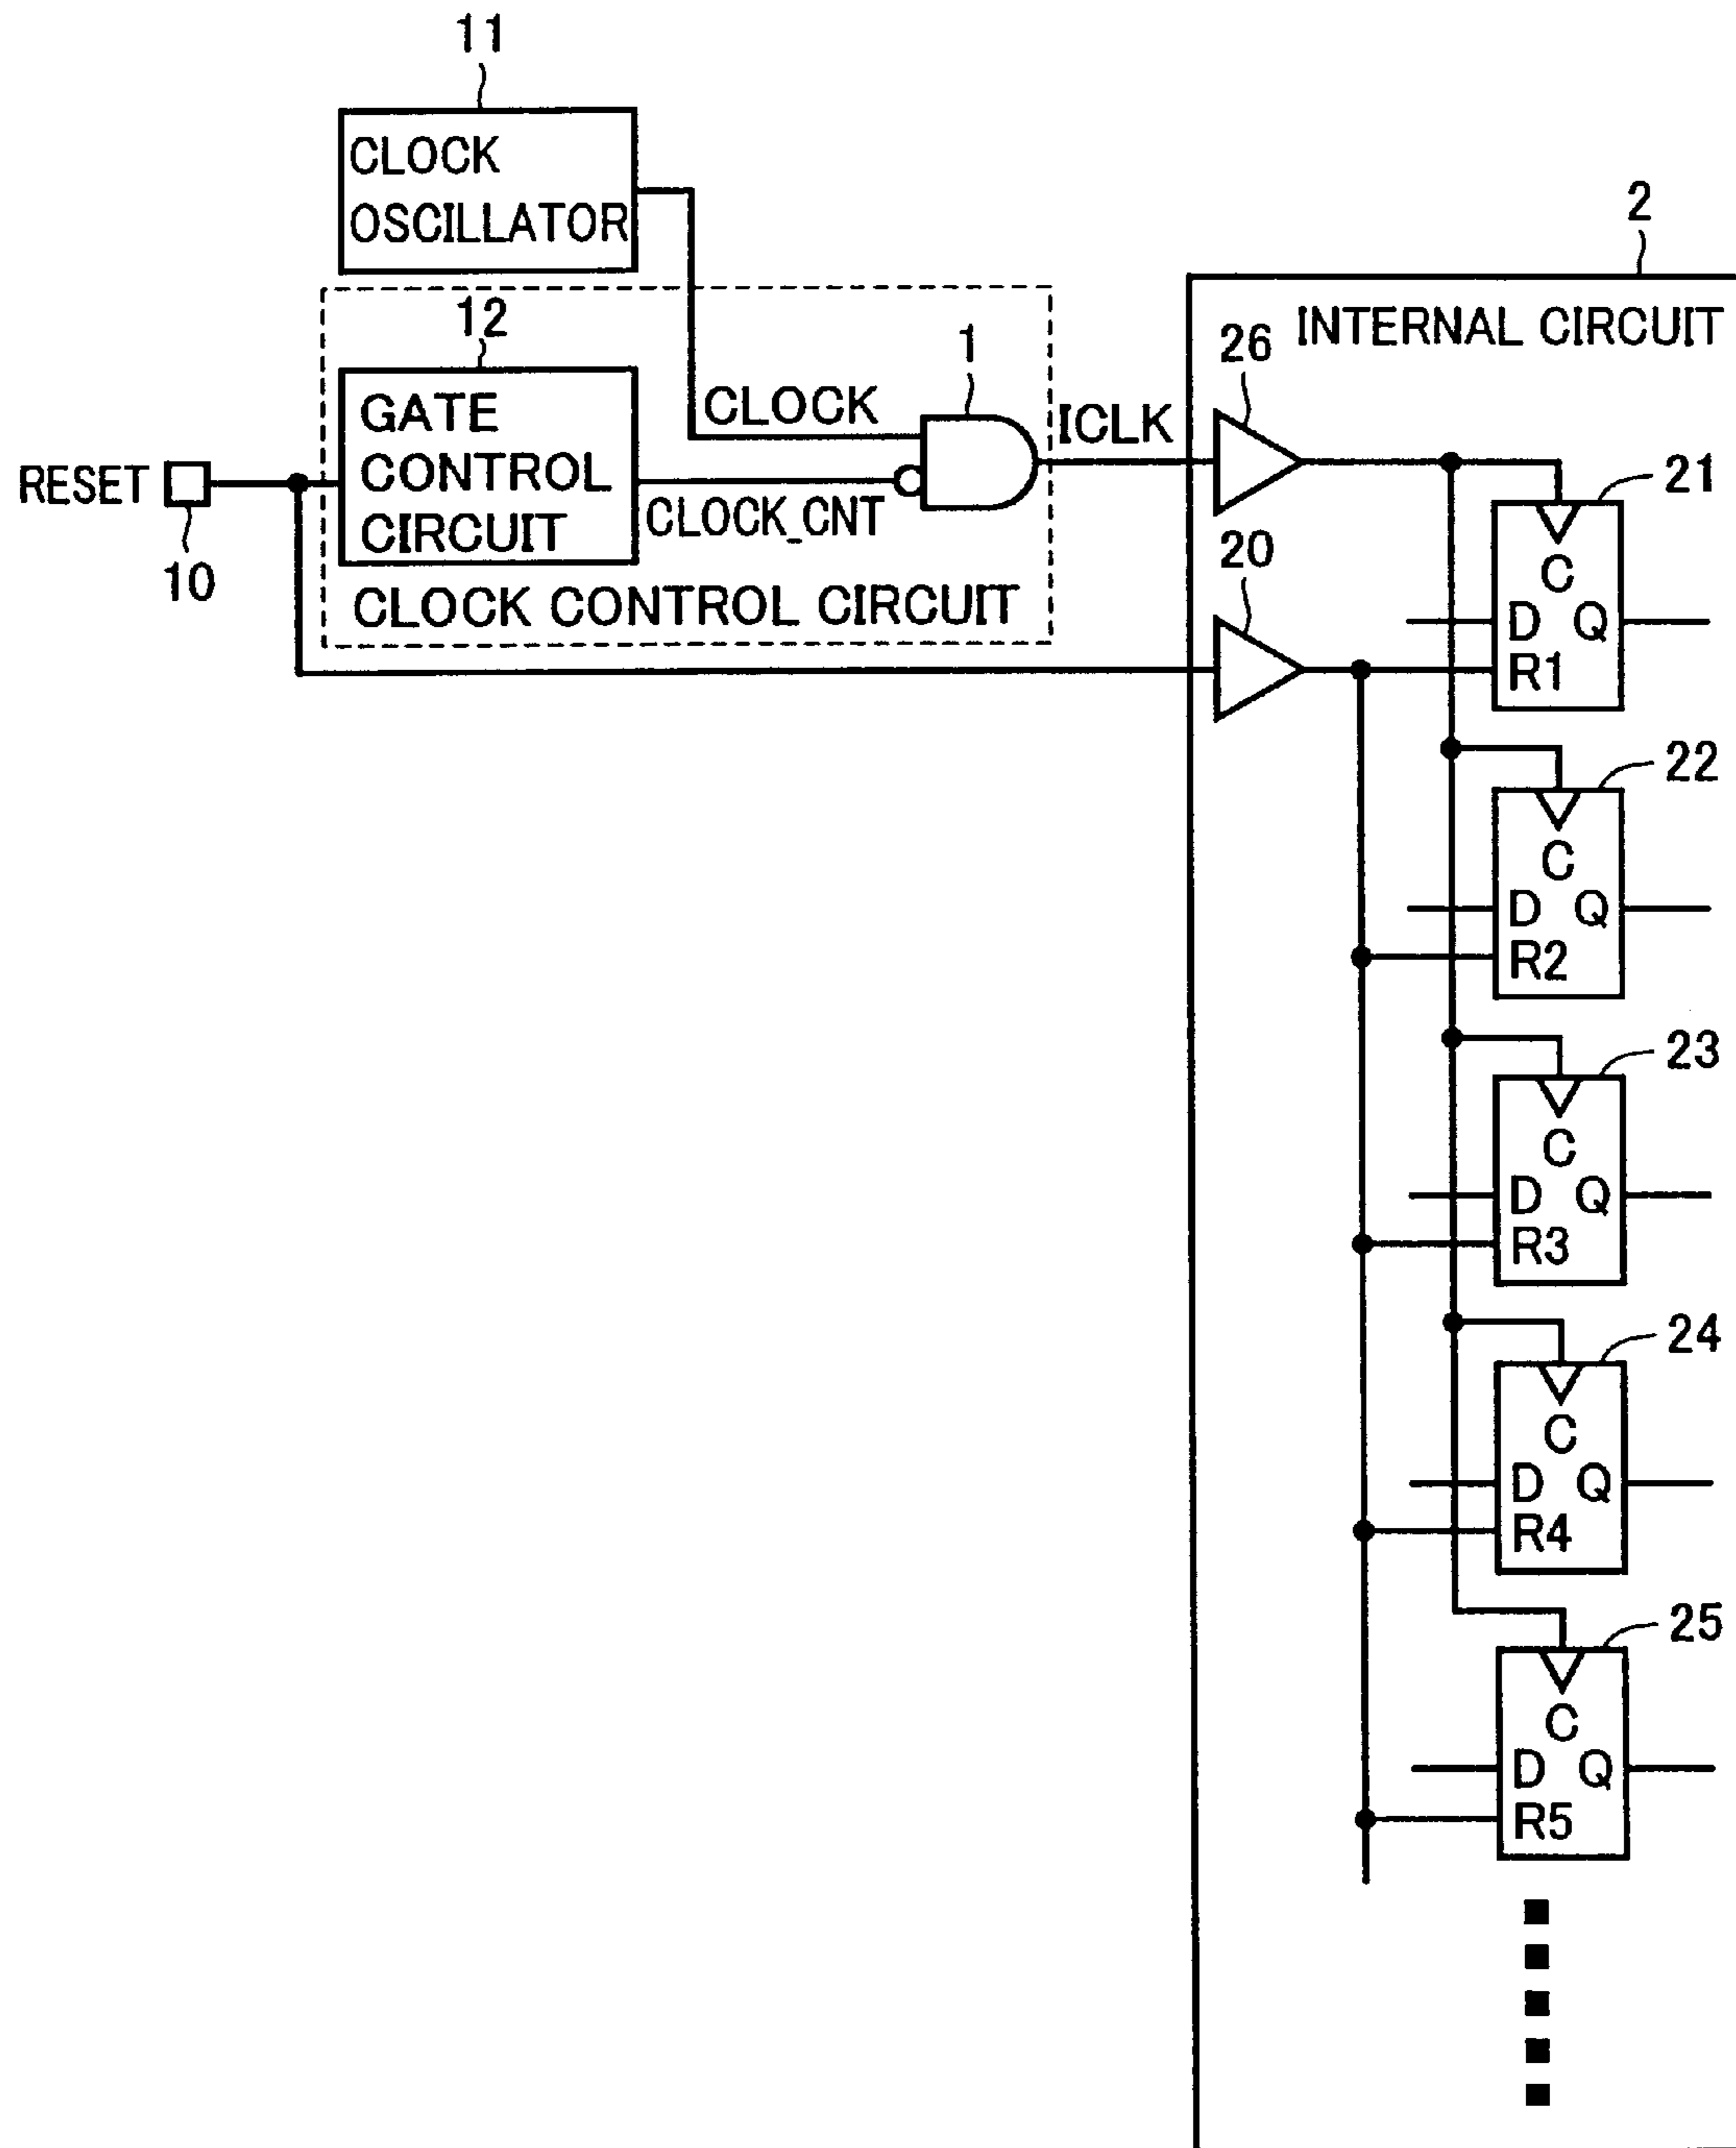 11
CLOCK
OSCILLATOR
2
INTERNAL CIRCUIT
12
GATE
CONTROL
CIRCUIT
CLOCK
1
ICLK
26
RESET
10
CLOCK_CNT
CLOCK CONTROL CIRCUIT
20
21
C
D Q
R1
22
C
D Q
R2
23
C
D Q
R3
24
C
D Q
R4
25
C
D Q
R5